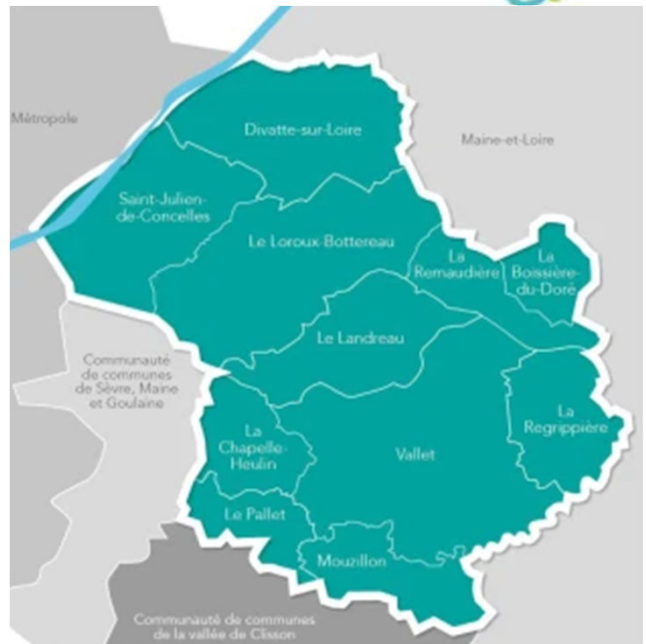 Divatte-sur-Loire
Métropole
Maine-et-Loire
Saint-Julien-
de-Concelles
Le Loroux-Bottereau
La
Remaudière
La
Boissière-
du-Doré
Le Landreau
Communauté
de communes
de Sèvre, Maine
et Goulaine
La
Regrippière
La
Chapelle-
Heulin
Vallet
Le Pallet
Mouzillon
Communauté de communes
de la vallée de Clisson